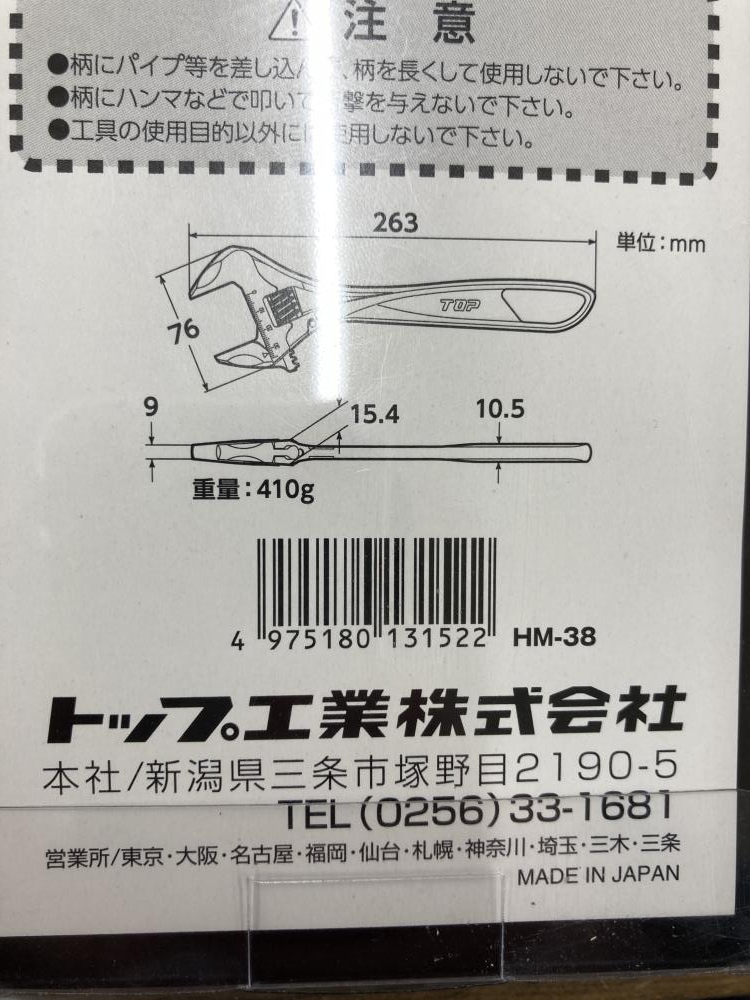 注意
●柄にパイプ等を差し込ん、柄を長くして使用しないで下さい。
●柄にハンマなどで叩いて撃を与えないで下さい。
●工具の使用目的以外に使用しないで下さい。
263
単位:mm
TOP
76
9
15.4
10.5
重量:410g
4 975180 131522 HM-38
トップ工業株式会社
本社/新潟県三条市塚野目2190-5
TEL(0256)33-1681
営業所/東京・大阪・名古屋・福岡・仙台・札幌・神奈川・埼玉・三木・三条
MADE IN JAPAN